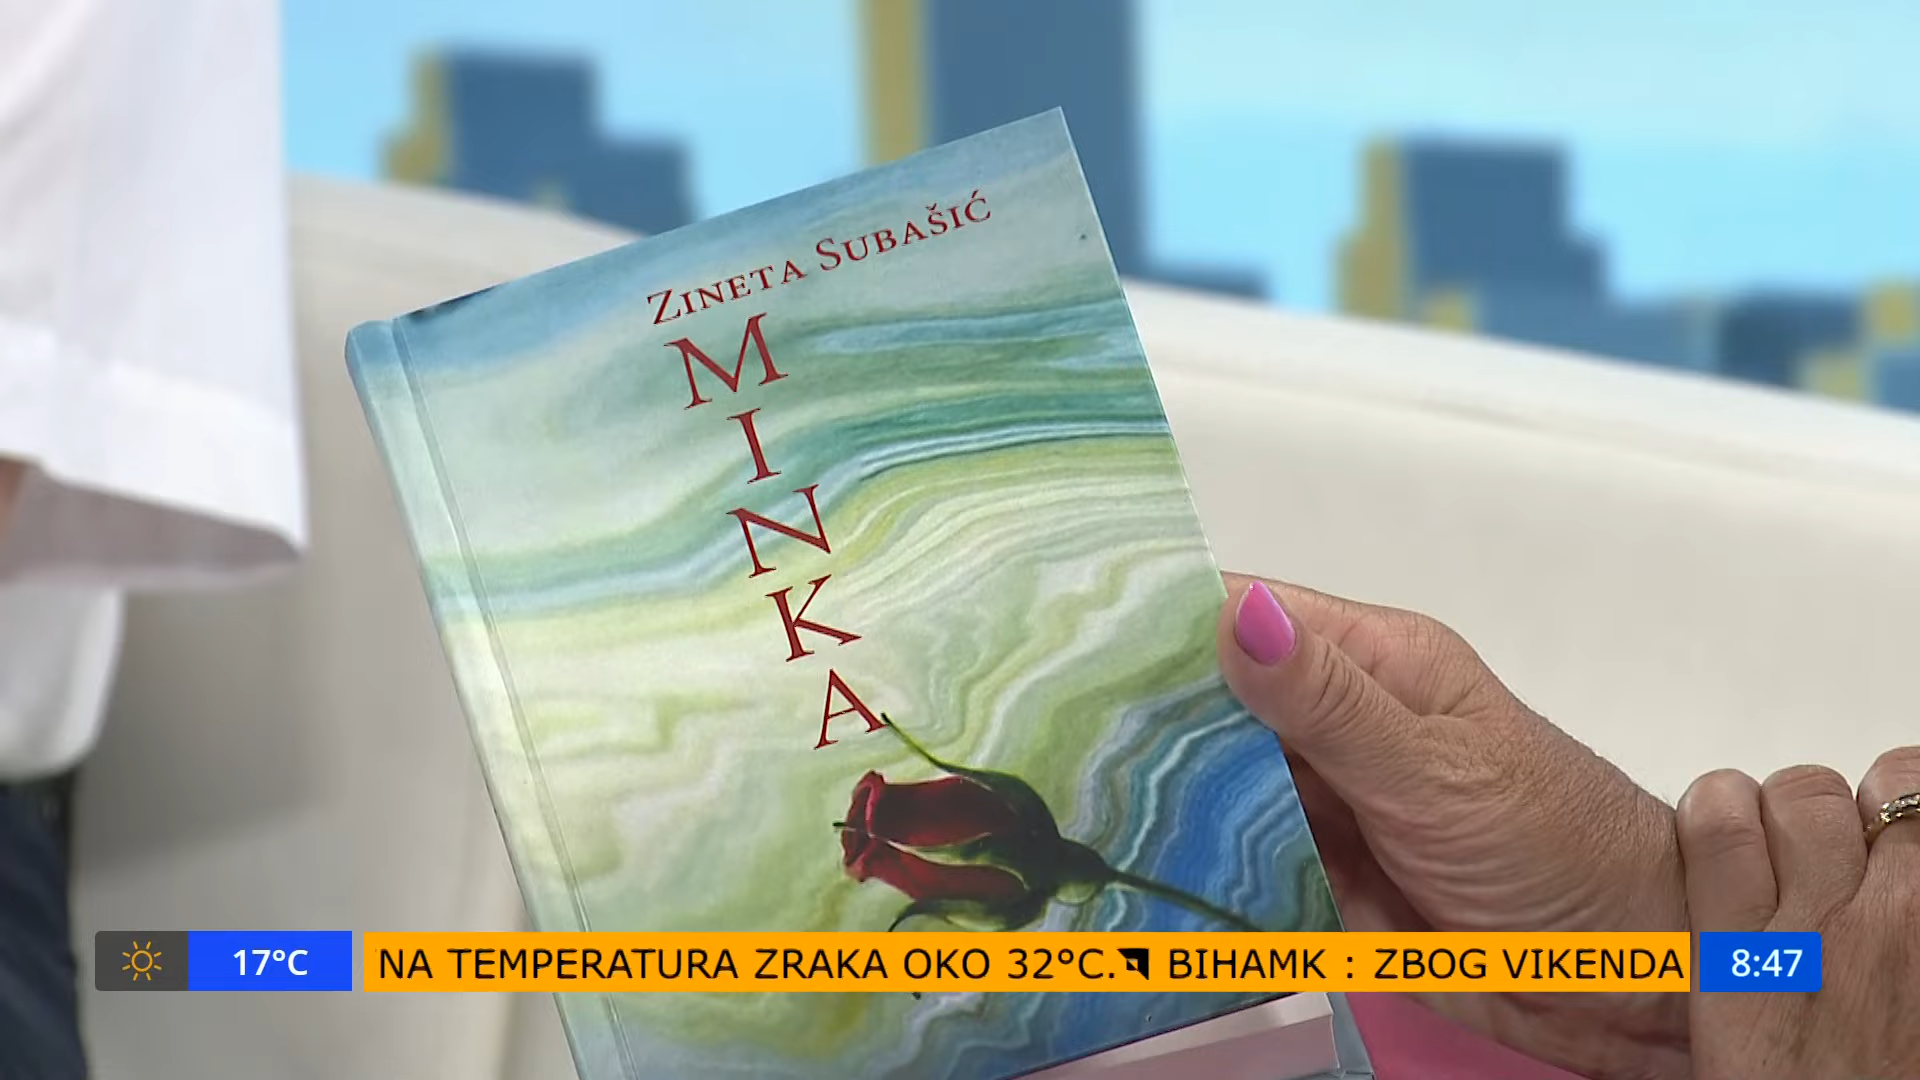 ZINETA SUBAŠIĆ
MINKA
17°C
NA TEMPERATURA ZRAKA OKO 32°C. BIHAMK : ZBOG VIKENDA
8:47